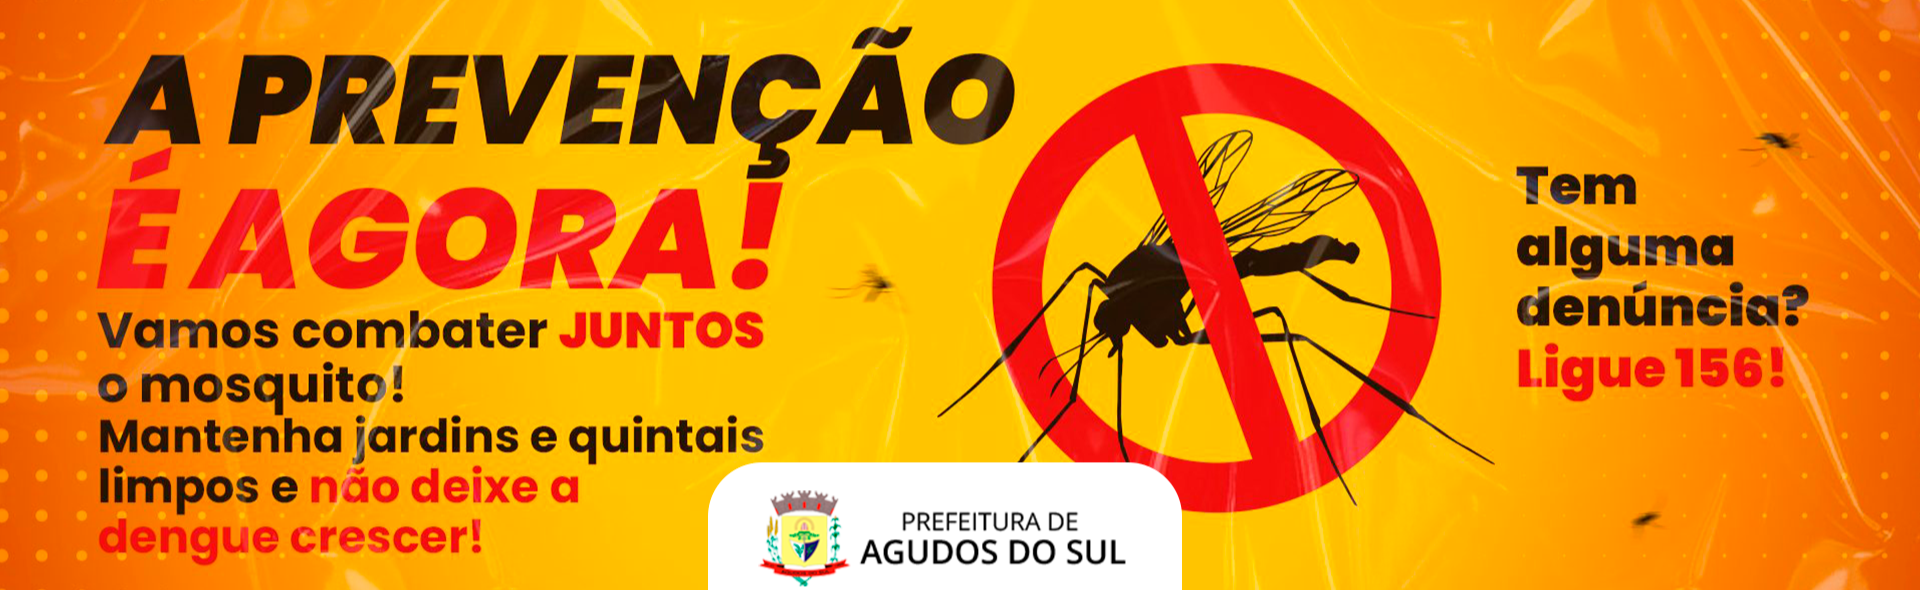 A PREVENÇÃO
É AGORA!
Vamos combater JUNTOS
o mosquito!
Mantenha jardins e quintais
limpos e não deixe a
dengue crescer!
Tem
alguma
denúncia?
Ligue 156!
PREFEITURA DE
AGUDOS DO SUL